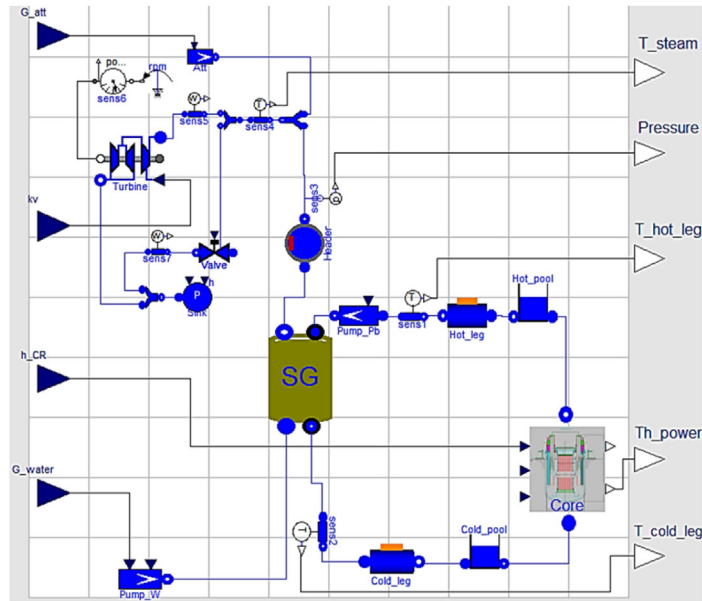 G_att
T_steam
Att
po...
rpm
sens6
W
sens5
T
sens4
Pressure
Turbine
sens3
p
kv
W
sens7
Valve
Header
T_hot_leg
h
P
Sink
T
Hot_pool
Pump_Pb
sens1
Hot_leg
SG
h_CR
Th_power
G_water
Core
T
sens2
Cold_pool
T_cold_leg
Cold_leg
Pump_W